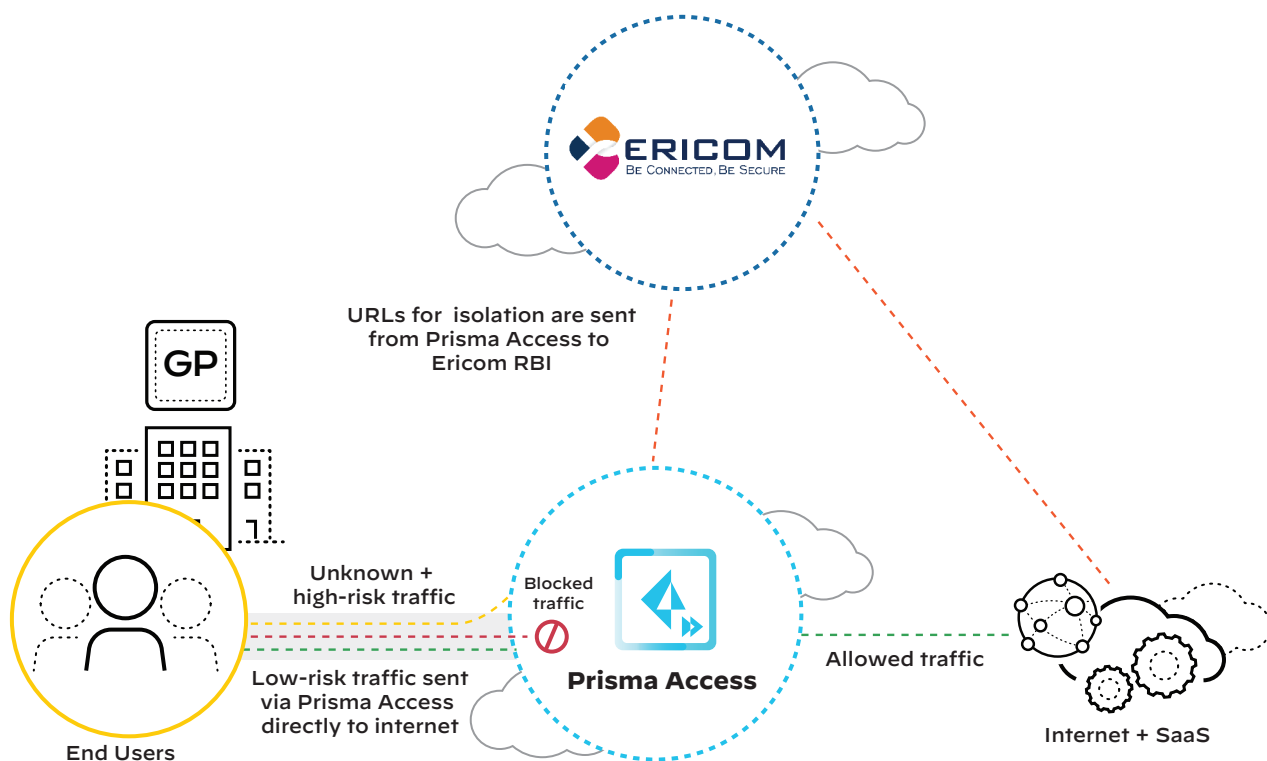 ERICOM
BE CONNECTED, BE SECURE
URLs for isolation are sent
from Prisma Access to
Ericom RBI
GP
Unknown +
high-risk traffic
Blocked
traffic
Low-risk traffic sent
via Prisma Access
directly to internet
Prisma Access
Allowed traffic
End Users
Internet + SaaS